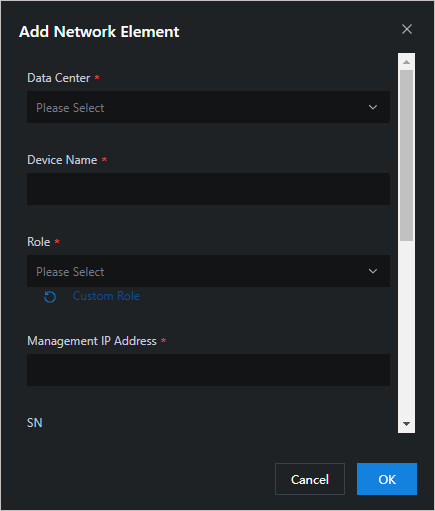 Add Network Element
Data Center *
Please Select
Device Name *
Role *
Please Select
Custom Role
Management IP Address *
SN
Cancel
OK